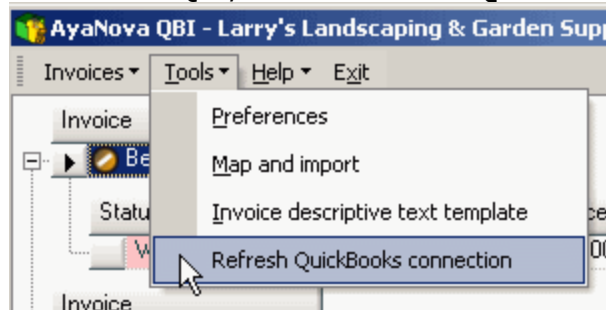 AyaNova QBI - Larry's Landscaping & Garden
Invoices Tools Help Exit
Invoice
Preferences
Map and import
Invoice descriptive text template
Refresh QuickBooks connection
Invoice